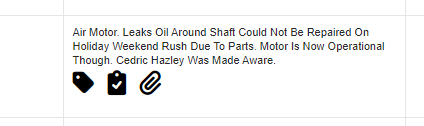 Air Motor. Leaks Oil Around Shaft Could Not Be Repaired On
Holiday Weekend Rush Due To Parts. Motor Is Now Operational
Though. Cedric Hazley Was Made Aware.